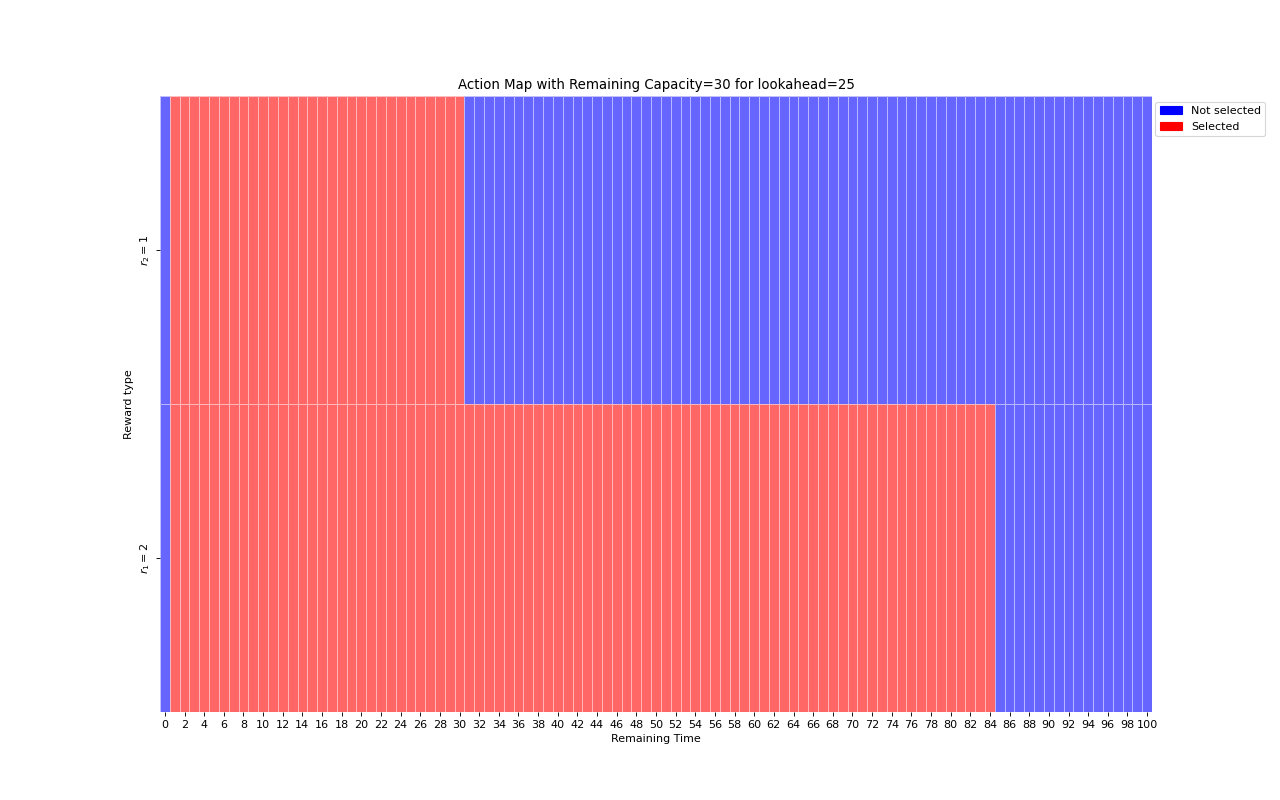 Action Map with Remaining Capacity=30 for lookahead=25
Not selected
Selected
r₂ = 1
Reward type
r₁ = 2
0 2 4 6 8 10 12 14 16 18 20 22 24 26 28 30 32 34 36 38 40 42 44 46 48 50 52 54 56 58 60 62 64 66 68 70 72 74 76 78 80 82 84 86 88 90 92 94 96 98 100
Remaining Time